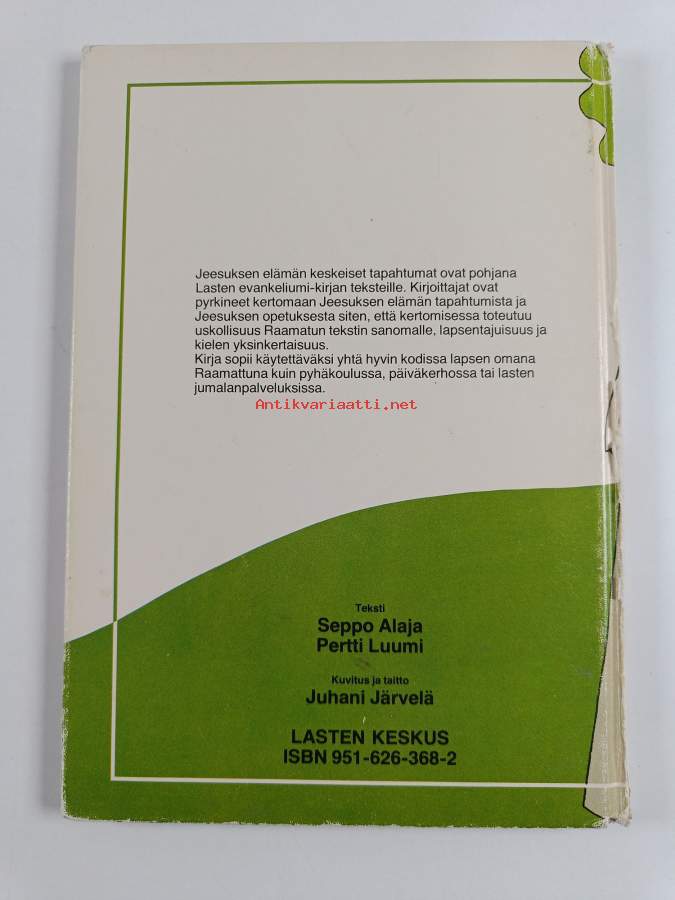 Jeesuksen elämän keskeiset tapahtumat ovat pohjana
Lasten evankeliumi-kirjan teksteille. Kirjoittajat ovat
pyrkineet kertomaan Jeesuksen elämän tapahtumista ja
Jeesuksen opetuksesta siten, että kertomisessa toteutuu
uskollisuus Raamatun tekstin sanomalle, lapsentajuisuus ja
kielen yksinkertaisuus.
Kirja sopii käytettäväksi yhtä hyvin kodissa lapsen omana
Raamattuna kuin pyhäkoulussa, päiväkerhossa tai lasten
jumalanpalveluksissa.
Antikvariaatti.net
Teksti
Seppo Alaja
Pertti Luumi
Kuvitus ja taitto
Juhani Järvelä
LASTEN KESKUS
ISBN 951-626-368-2